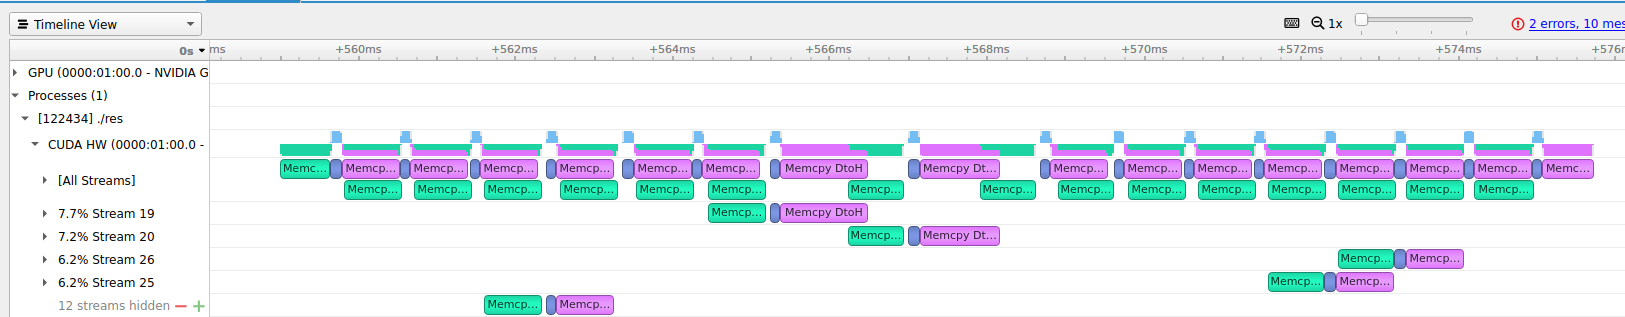 Timeline View 1x 2 errors, 10 mes
0s ms +560ms +562ms +564ms +566ms +568ms +570ms +572ms +574ms +576r
GPU (0000:01:00.0 - NVIDIA G
Processes (1)
[122434] ./res
CUDA HW (0000:01:00.0 -
Memc... Memcp... Memcp... Memcp... Memcp... Memcp... Memcp... Memcpy DtoH Memcpy Dt... Memcp... Memcp... Memcp... Memcp... Memcp... Memcp... Memcp... Memc...
[All Streams]
Memcp... Memcp... Memcp... Memcp... Memcp... Memcp... Memcp... Memcp... Memcp... Memcp... Memcp... Memcp... Memcp... Memcp... Memcp...
7.7% Stream 19 Memcp... Memcpy DtoH
7.2% Stream 20 Memcp... Memcpy Dt...
6.2% Stream 26 Memcp... Memcp...
6.2% Stream 25 Memcp... Memcp...
12 streams hidden Memcp... Memcp...